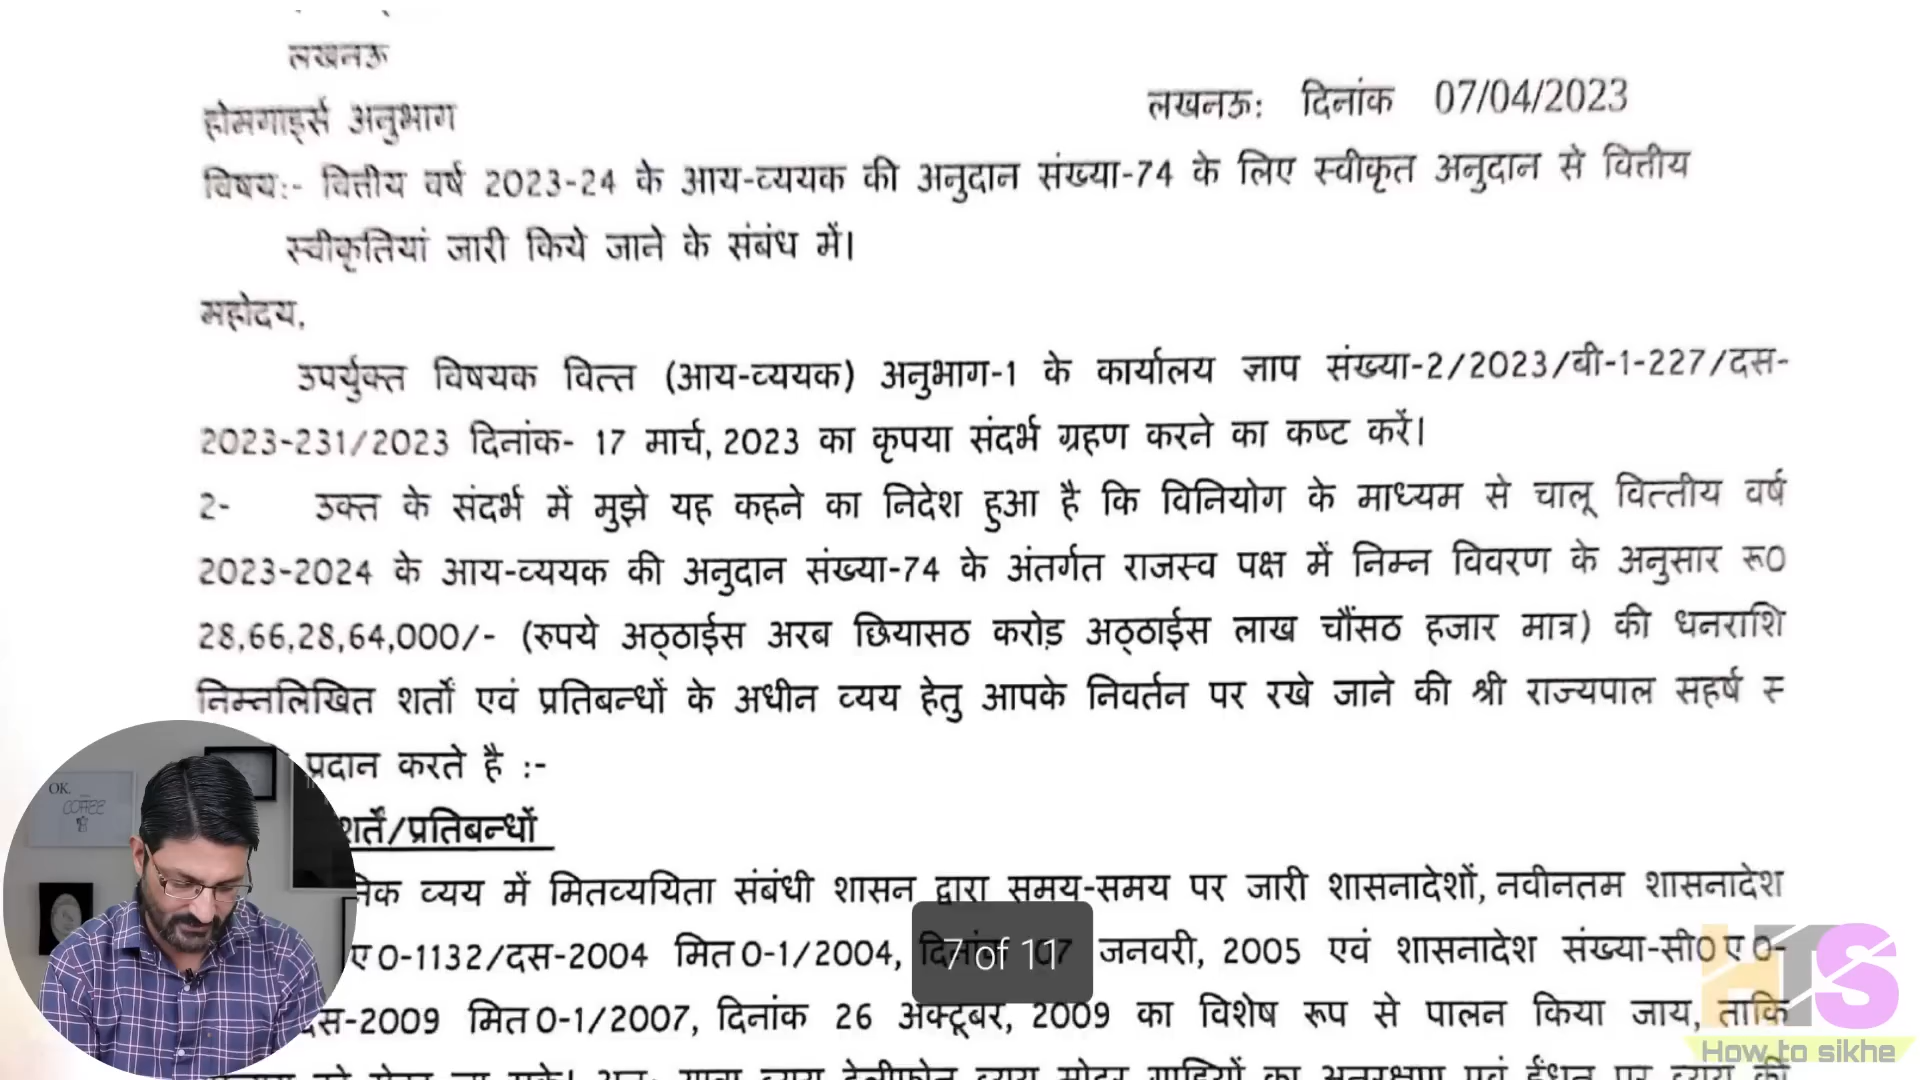 लखनऊ
होमगार्ड्स अनुभाग
लखनऊः दिनांक 07/04/2023
विषय:- वित्तीय वर्ष 2023-24 के आय-व्ययक की अनुदान संख्या-74 के लिए स्वीकृत अनुदान से वित्तीय
स्वीकृतियां जारी किये जाने के संबंध में।
महोदय,
उपर्युक्त विषयक वित्त (आय-व्ययक) अनुभाग-1 के कार्यालय ज्ञाप संख्या-2/2023/बी-1-227/दस-
2023-231/2023 दिनांक- 17 मार्च, 2023 का कृपया संदर्भ ग्रहण करने का कष्ट करें।
2- उक्त के संदर्भ में मुझे यह कहने का निदेश हुआ है कि विनियोग के माध्यम से चालू वित्तीय वर्ष
2023-2024 के आय-व्ययक की अनुदान संख्या-74 के अंतर्गत राजस्व पक्ष में निम्न विवरण के अनुसार रू0
28,66,28,64,000/- (रुपये अठ्ठाईस अरब छियासठ करोड़ अठ्ठाईस लाख चौंसठ हजार मात्र) की धनराशि
निम्नलिखित शर्तों एवं प्रतिबन्धों के अधीन व्यय हेतु आपके निवर्तन पर रखे जाने की श्री राज्यपाल सहर्ष स्
प्रदान करते है :-
शर्तें/प्रतिबन्धों
व्यय में मितव्ययिता संबंधी शासन द्वारा समय-समय पर जारी शासनादेशों, नवीनतम शासनादेश
ए0-1132/दस-2004 मित0-1/2004, दिनांक 07 जनवरी, 2005 एवं शासनादेश संख्या-सी0ए0-
दस-2009 मित0-1/2007, दिनांक 26 अक्टूबर, 2009 का विशेष रूप से पालन किया जाय, ताकि
7 of 11
OK.
COFFEE
HTS
How to sikhe